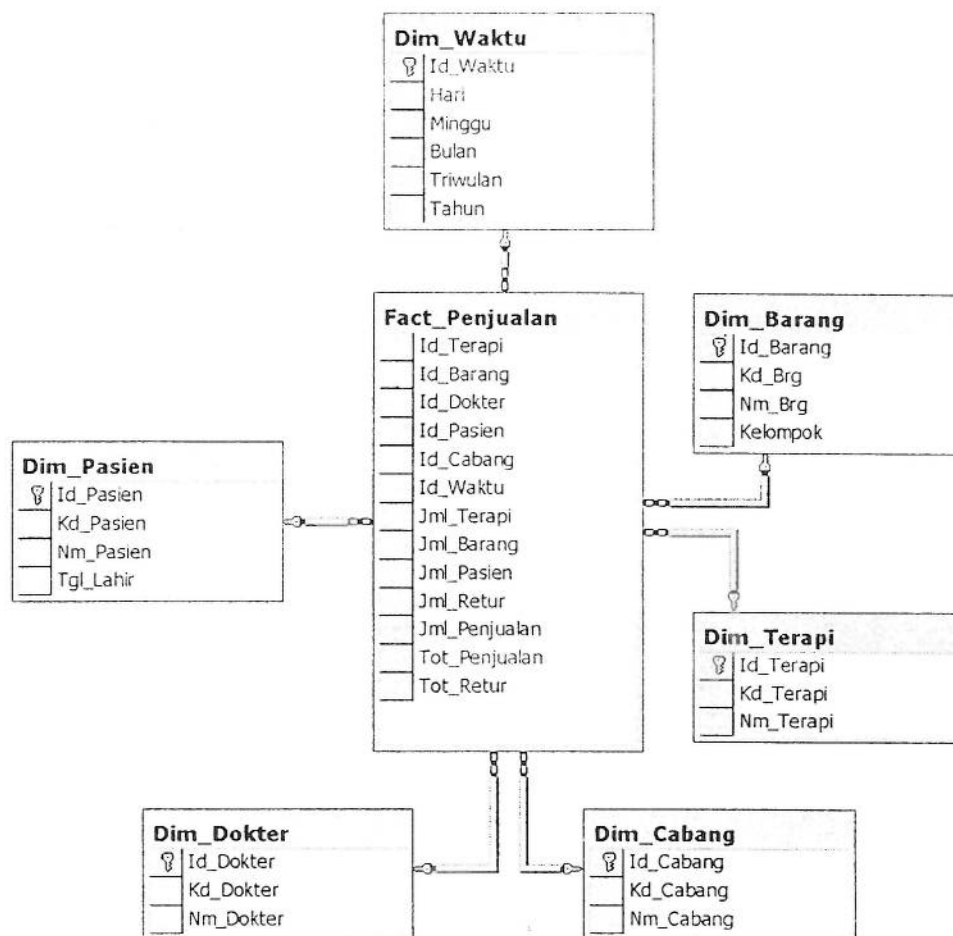 Dim_Waktu
Id_Waktu
Hari
Minggu
Bulan
Triwulan
Tahun
Fact_Penjualan
Id_Terapi
Id_Barang
Id_Dokter
Id_Pasien
Id_Cabang
Id_Waktu
Jml_Terapi
Jml_Barang
Jml_Pasien
Jml_Retur
Jml_Penjualan
Tot_Penjualan
Tot_Retur
Dim_Barang
Id_Barang
Kd_Brg
Nm_Brg
Kelompok
Dim_Pasien
Id_Pasien
Kd_Pasien
Nm_Pasien
Tgl_Lahir
Dim_Terapi
Id_Terapi
Kd_Terapi
Nm_Terapi
Dim_Dokter
Id_Dokter
Kd_Dokter
Nm_Dokter
Dim_Cabang
Id_Cabang
Kd_Cabang
Nm_Cabang